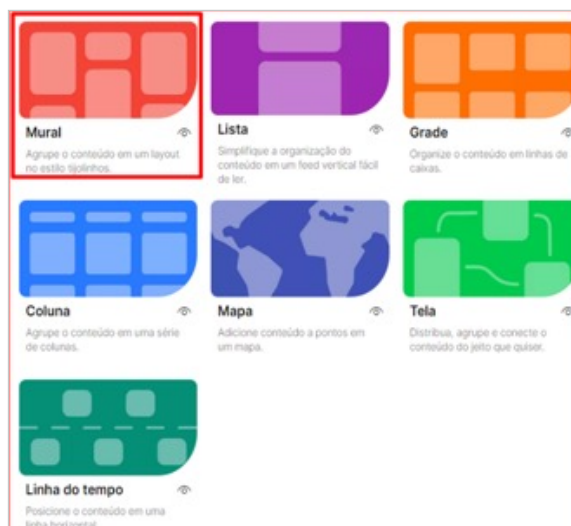 Mural
Agrupe o conteúdo em um layout
no estilo tijolinhos.
Lista
Simplifique a organização do
conteúdo em um feed vertical fácil
de ler.
Grade
Organize o conteúdo em linhas de
caixas.
Coluna
Agrupe o conteúdo em uma série
de colunas.
Mapa
Adicione conteúdo a pontos em
um mapa.
Tela
Distribua, agrupe e conecte o
conteúdo do jeito que quiser.
Linha do tempo
Posicione o conteúdo em uma
linha horizontal.